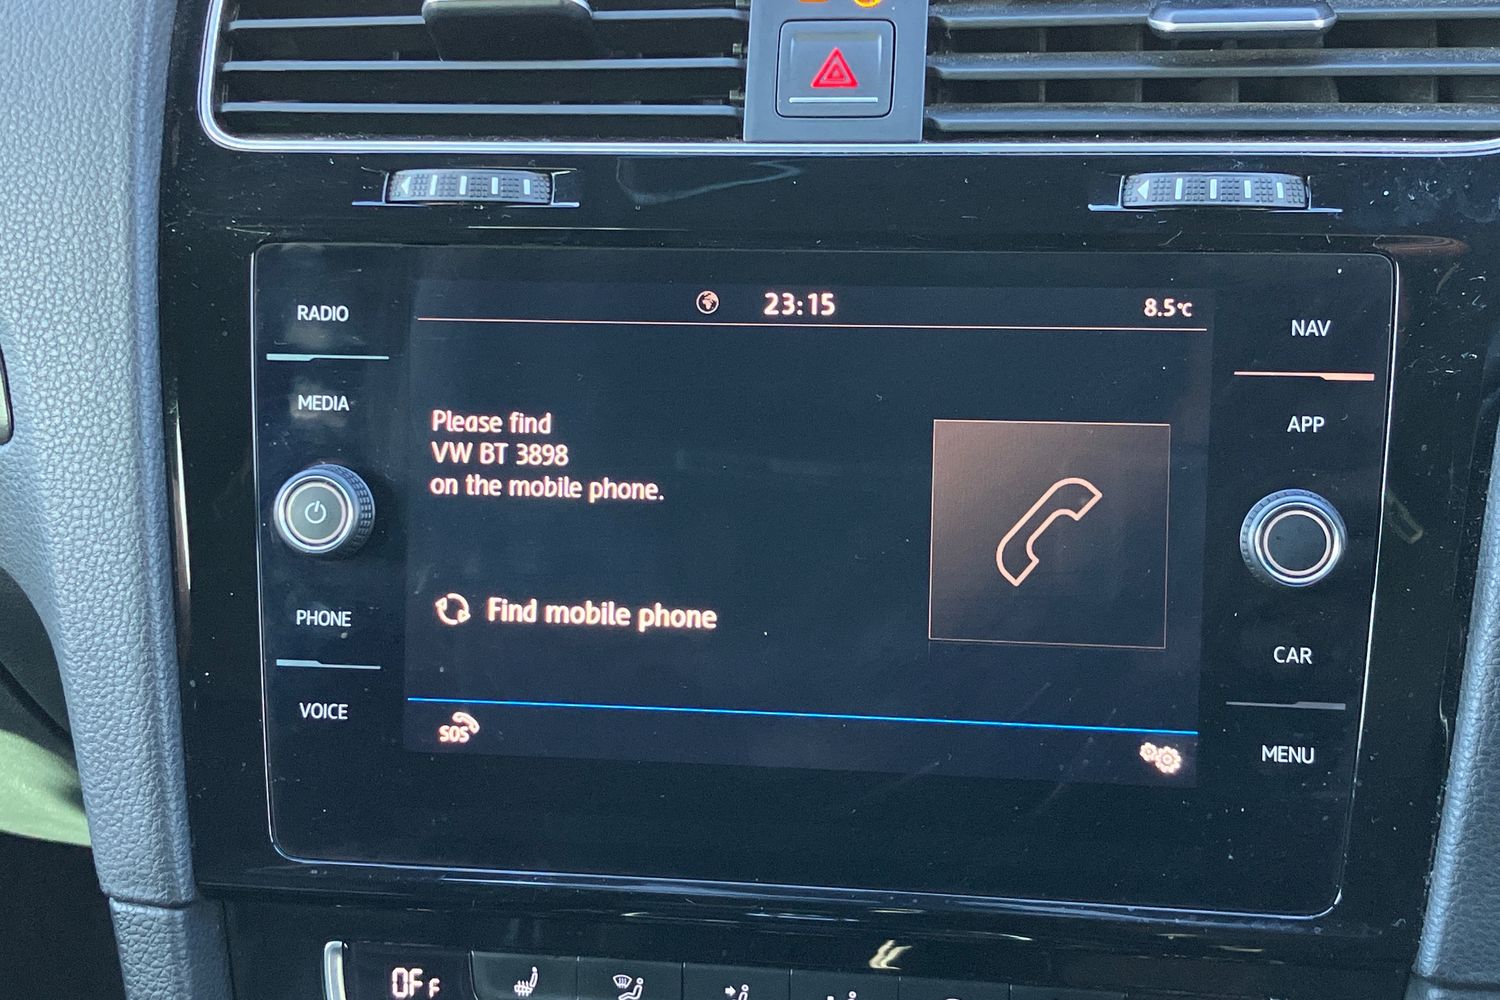 RADIO
MEDIA
PHONE
VOICE
23:15
8.5°C
Please find
VW BT 3898
on the mobile phone.
Find mobile phone
SOS
NAV
APP
CAR
MENU
OFF